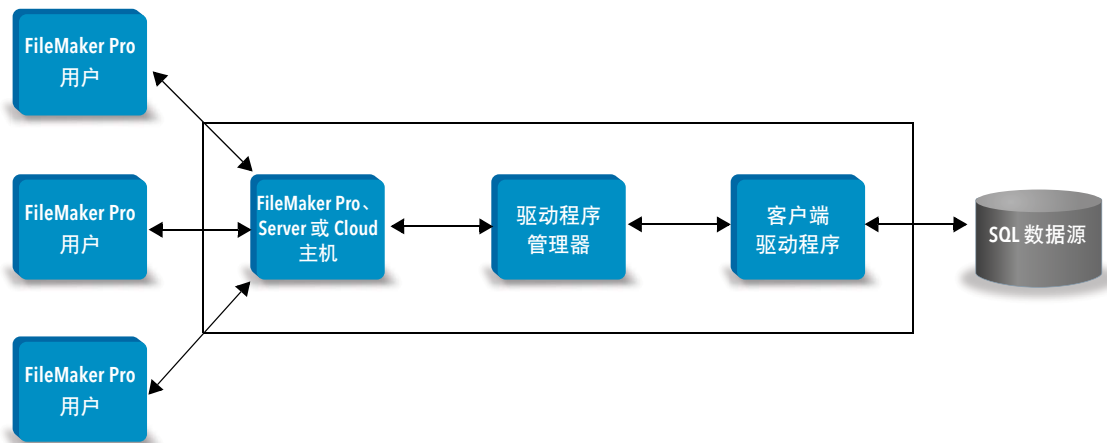 FileMaker Pro
用户
FileMaker Pro
用户
FileMaker Pro、
Server 或 Cloud
主机
驱动程序
管理器
客户端
驱动程序
SQL 数据源
FileMaker Pro
用户